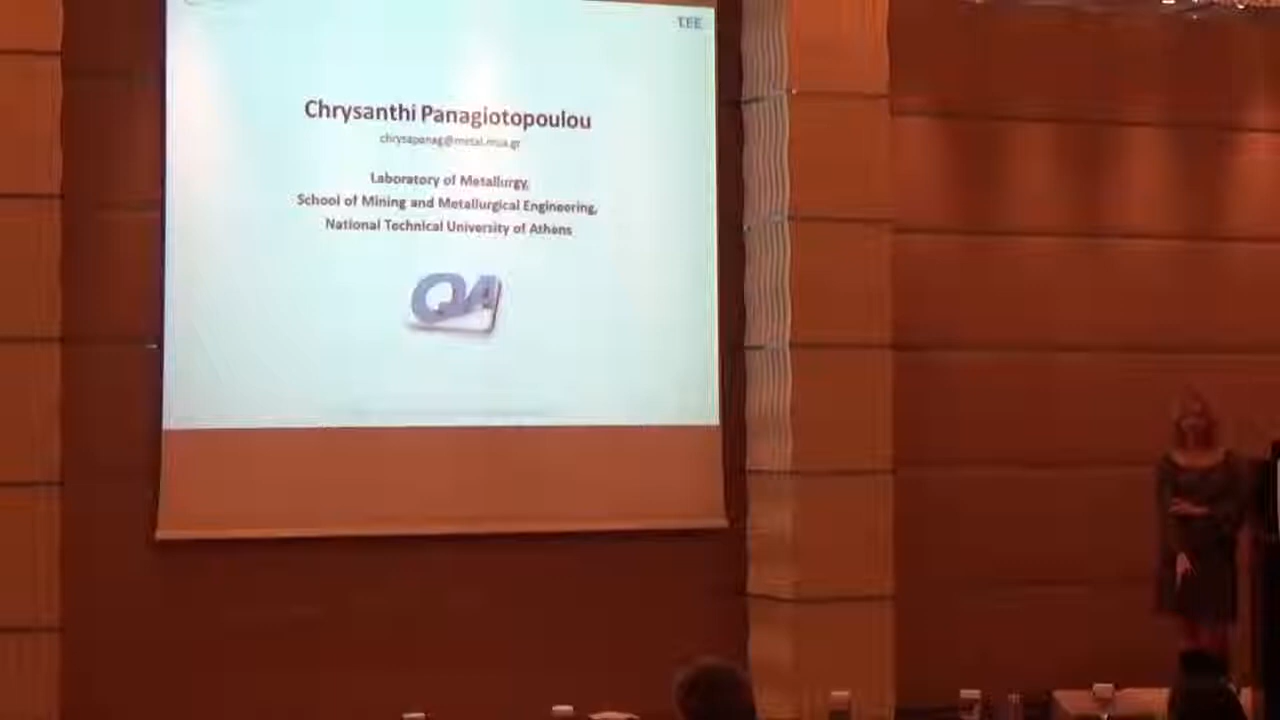 TEE
Chrysanthi Panagiotopoulou
chrysapanag@metal.ntua.gr
Laboratory of Metallurgy,
School of Mining and Metallurgical Engineering,
National Technical University of Athens
QA